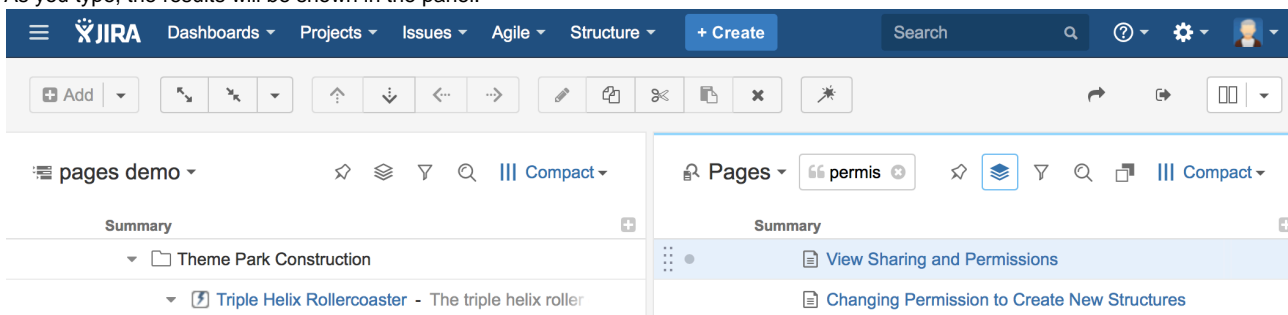 As you type, the results will be shown in the panel.
JIRA Dashboards Projects Issues Agile Structure + Create Search
Add
pages demo Compact Pages permis Compact
Summary Summary
Theme Park Construction View Sharing and Permissions
Triple Helix Rollercoaster - The triple helix roller Changing Permission to Create New Structures